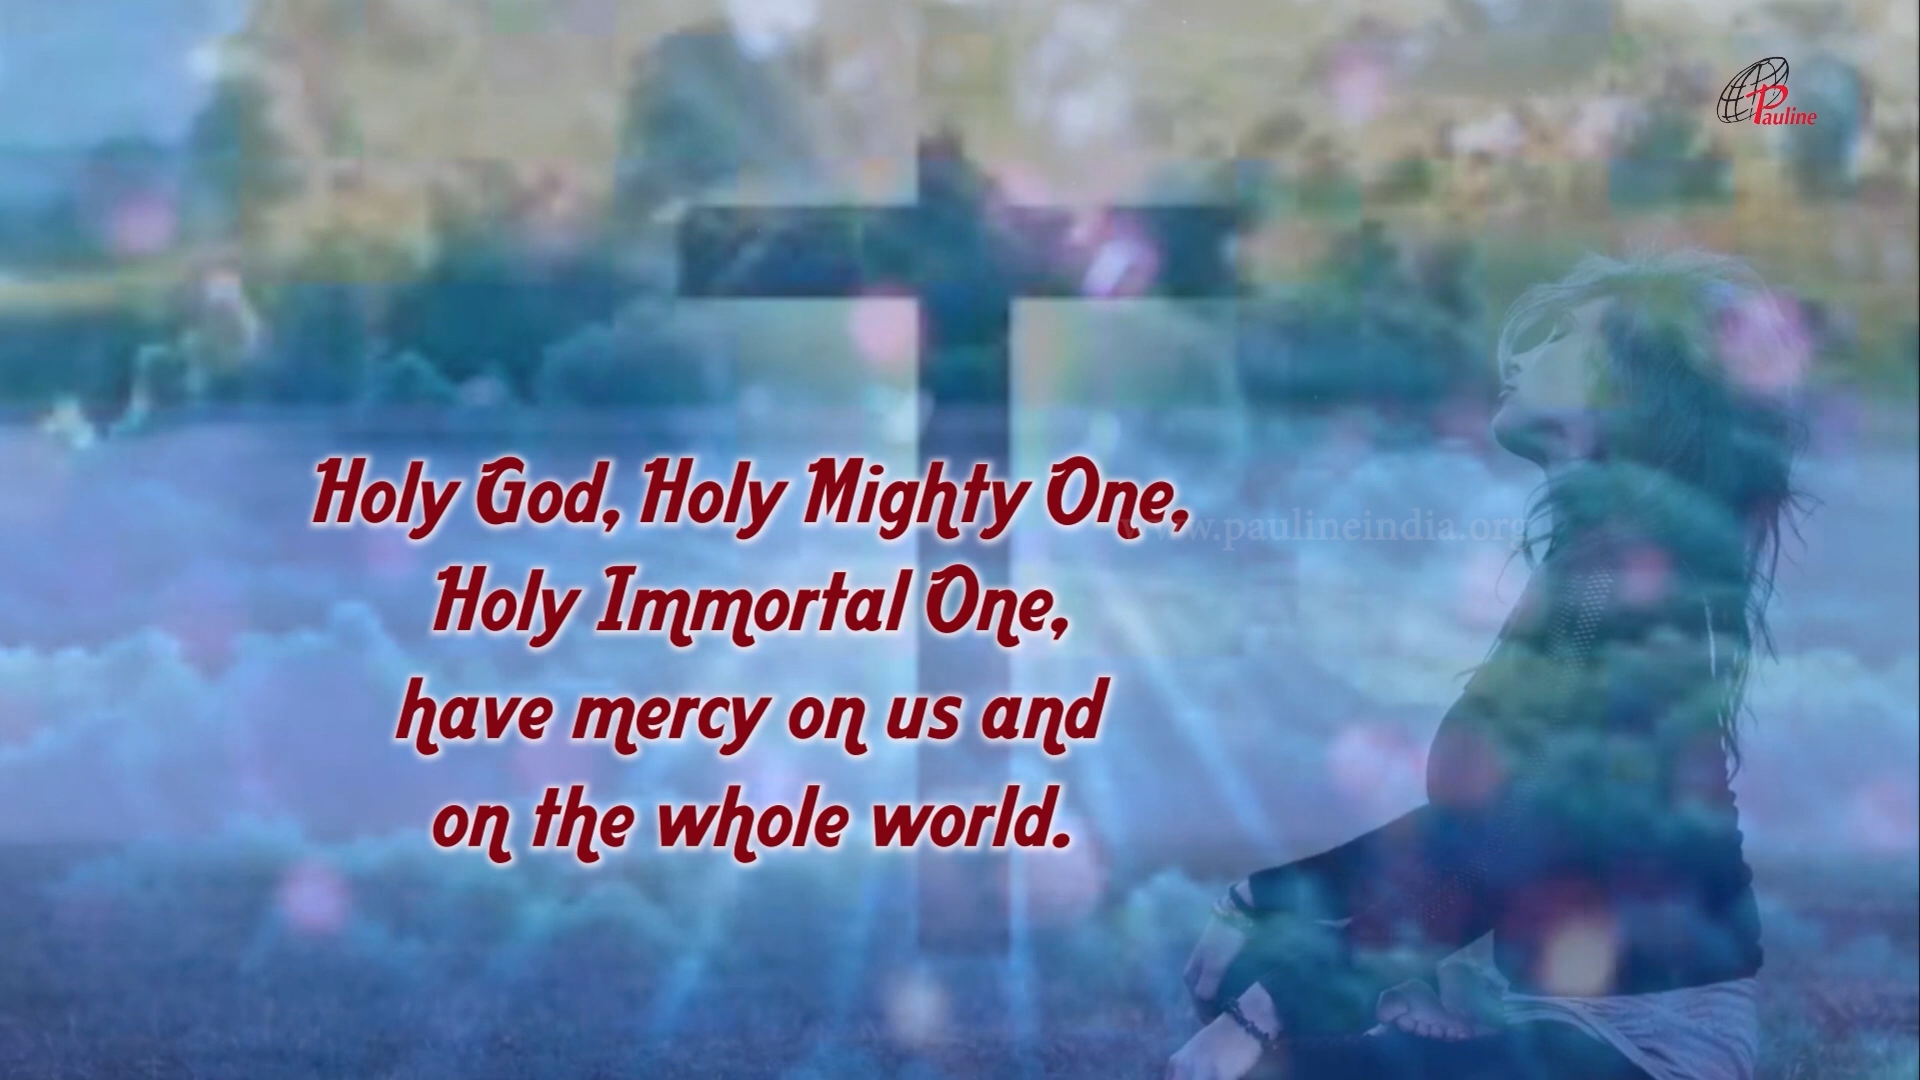 Pauline
Holy God, Holy Mighty One,
www.paulineindia.org
Holy Immortal One,
have mercy on us and
on the whole world.